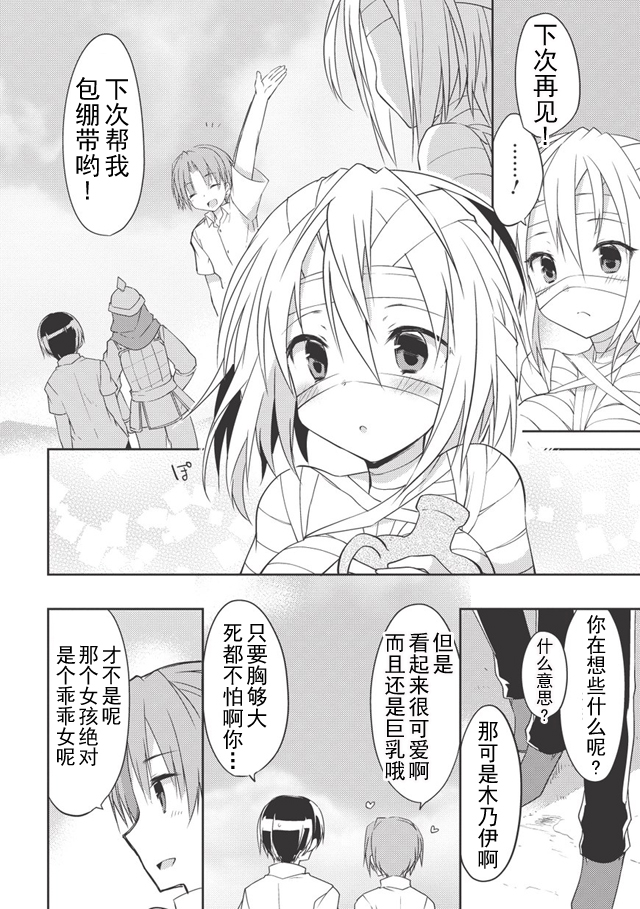 下次再见！
……！
下次帮我
包绷带哟！
ぽ
你在想些什么呢？
什么意思？
那可是木乃伊啊
但是
看起来很可爱啊
而且还是巨乳哦
只要胸够大
死都不怕啊你…
才不是呢
那个女孩绝对
是个乖乖女呢